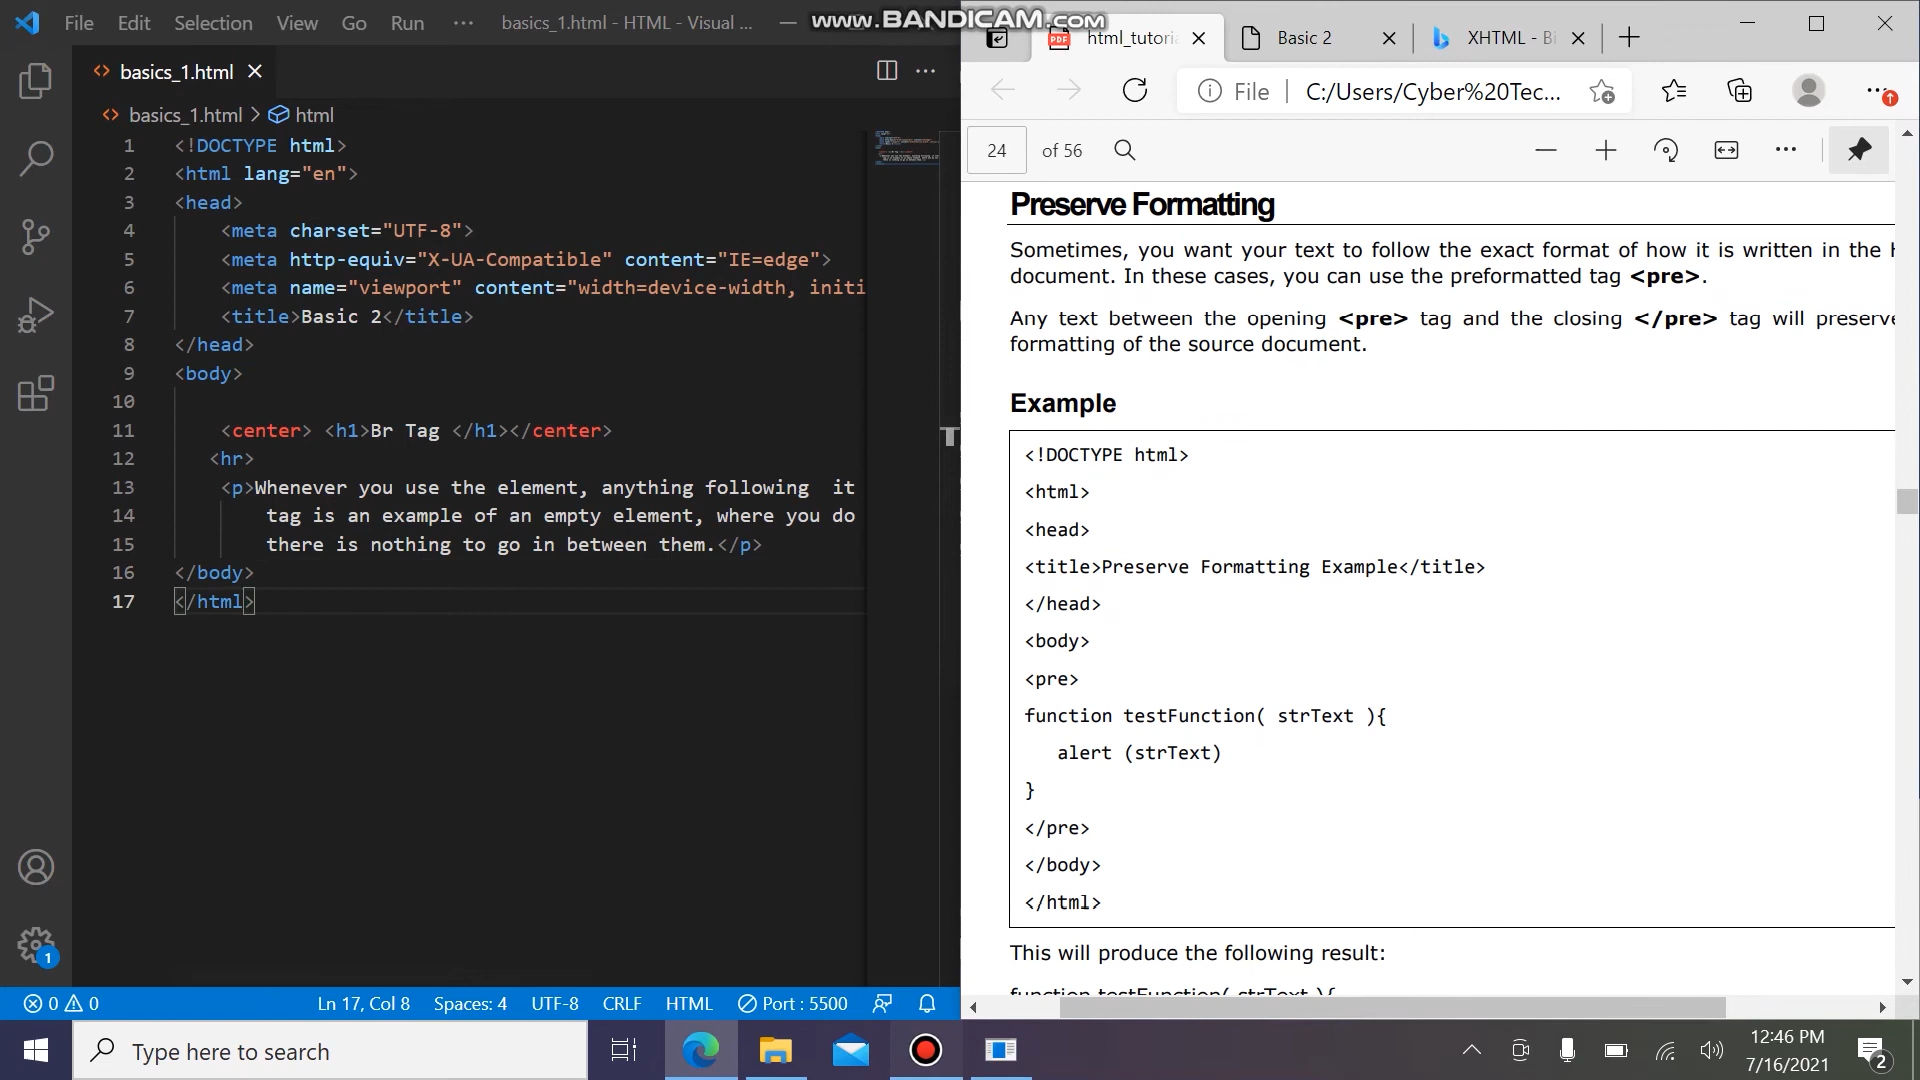 File Edit Selection View Go Run ··· basics_1.html - HTML - Visual ...
www.BANDICAM.com
basics_1.html
basics_1.html > html
1 <!DOCTYPE html>
2 <html lang="en">
3 <head>
4 <meta charset="UTF-8">
5 <meta http-equiv="X-UA-Compatible" content="IE=edge">
6 <meta name="viewport" content="width=device-width, initi
7 <title>Basic 2</title>
8 </head>
9 <body>
10
11 <center> <h1>Br Tag </h1></center>
12 <hr>
13 <p>Whenever you use the element, anything following  it
14 tag is an example of an empty element, where you do
15 there is nothing to go in between them.</p>
16 </body>
17 </html>
1
0 0 Ln 17, Col 8 Spaces: 4 UTF-8 CRLF HTML Port : 5500
PDF html_tutori Basic 2 XHTML - Bi
File C:/Users/Cyber%20Tec...
24 of 56
Preserve Formatting
Sometimes, you want your text to follow the exact format of how it is written in the
document. In these cases, you can use the preformatted tag <pre>.
Any text between the opening <pre> tag and the closing </pre> tag will preserve
formatting of the source document.
Example
<!DOCTYPE html>
<html>
<head>
<title>Preserve Formatting Example</title>
</head>
<body>
<pre>
function testFunction( strText ){
alert (strText)
}
</pre>
</body>
</html>
This will produce the following result:
function testFunction( strText ){
Type here to search
12:46 PM
7/16/2021
2